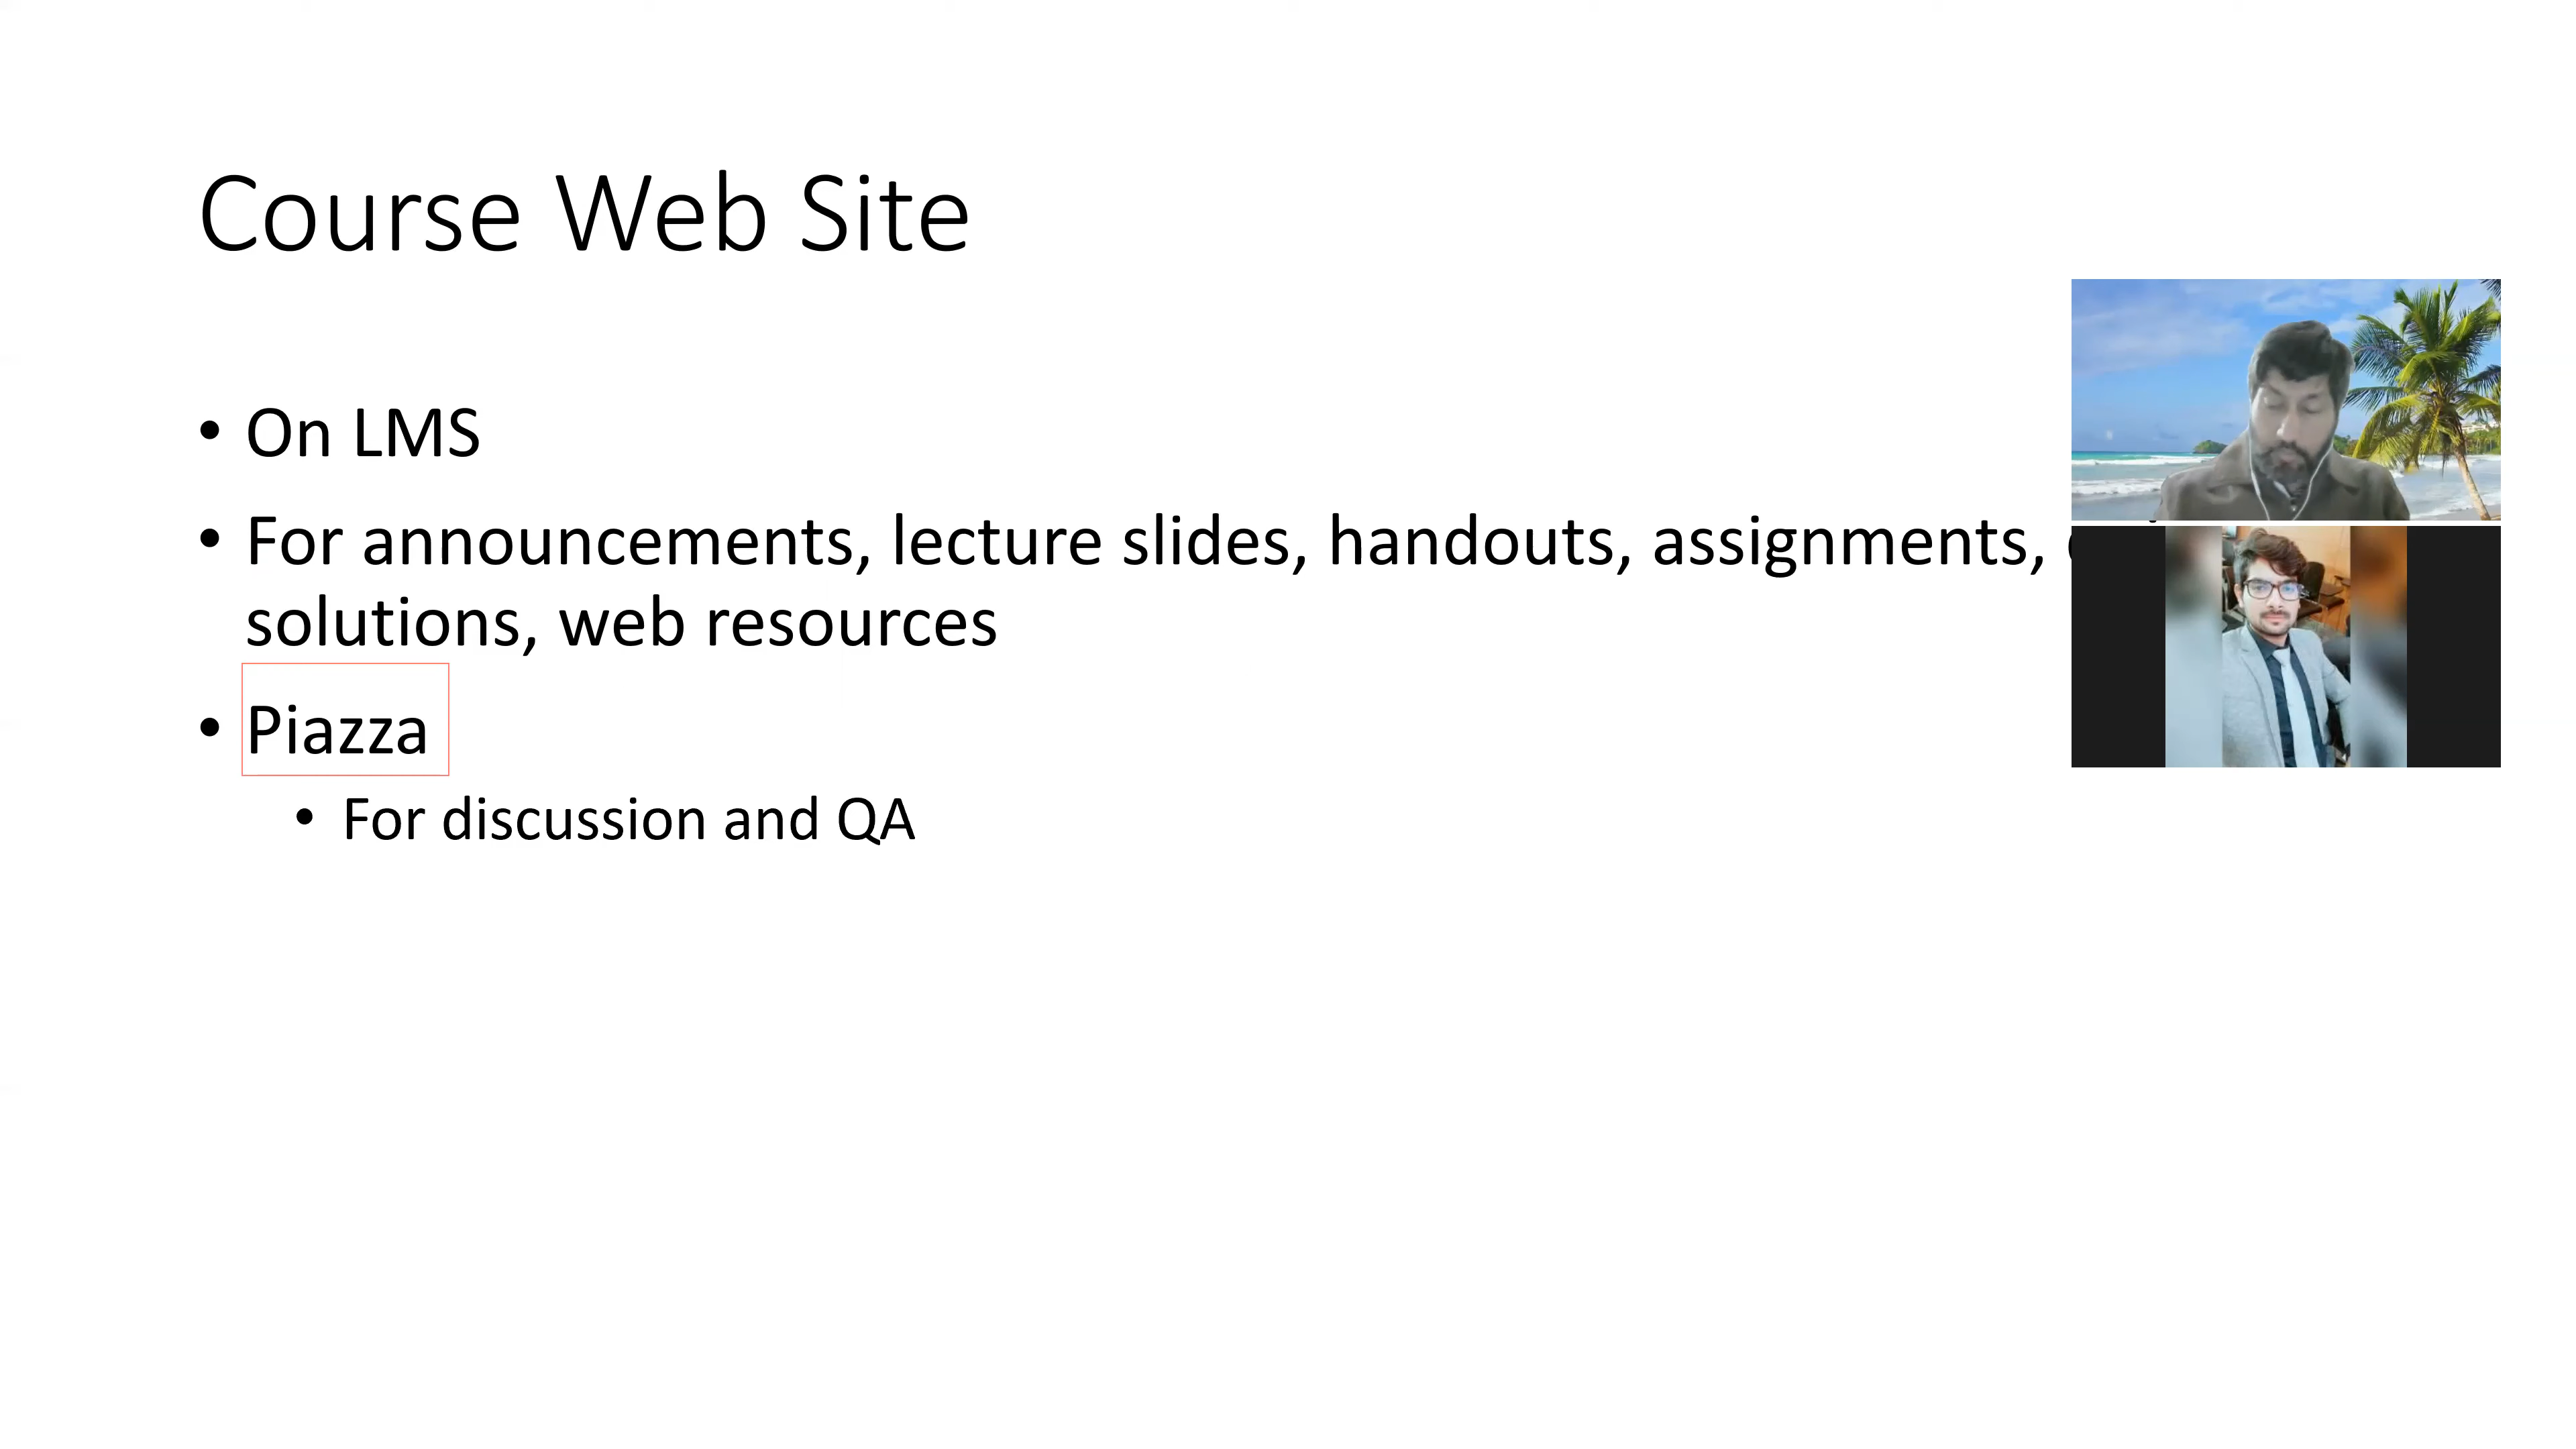 Course Web Site
• On LMS
• For announcements, lecture slides, handouts, assignments,
solutions, web resources
• Piazza
• For discussion and QA